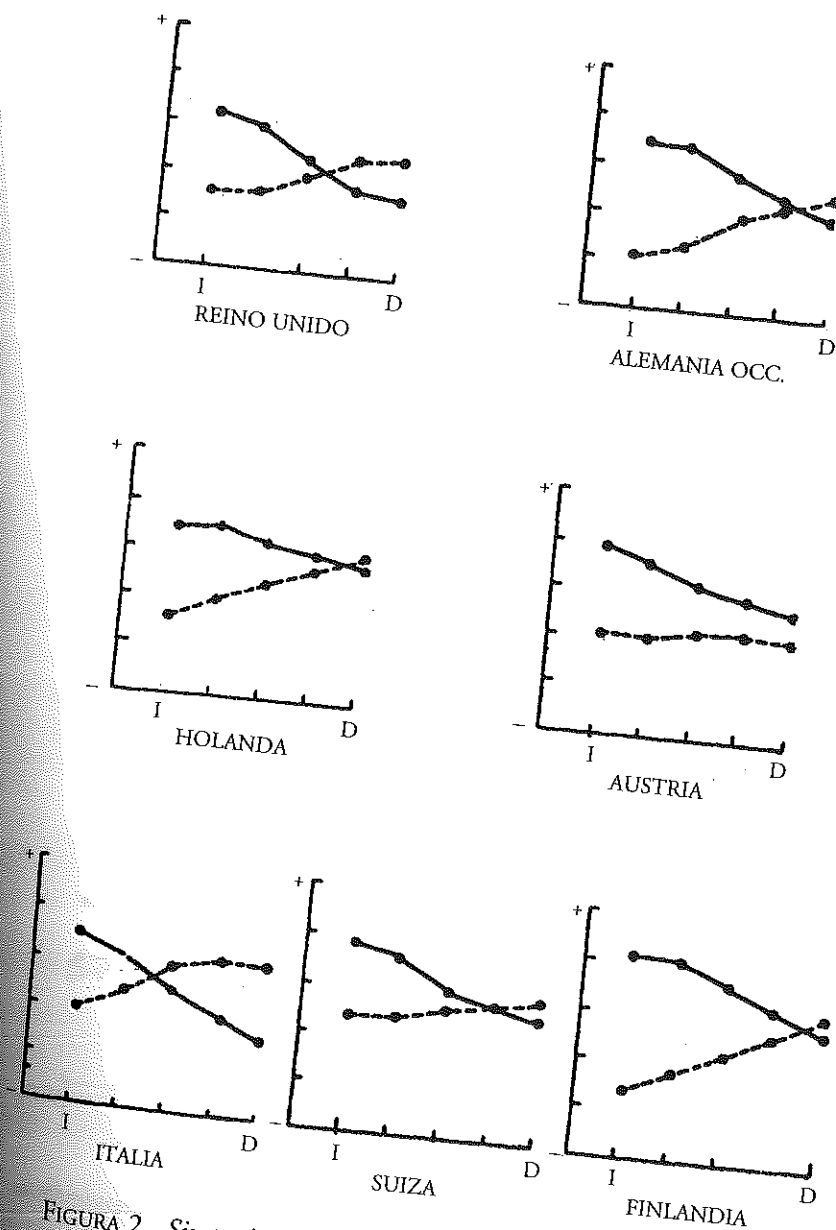 +
+
−
I
D
REINO UNIDO
−
I
D
ALEMANIA OCC.
+
+
−
I
D
HOLANDA
−
I
D
AUSTRIA
+
+
+
−
I
D
ITALIA
−
I
D
SUIZA
−
I
D
FINLANDIA
FIGURA 2